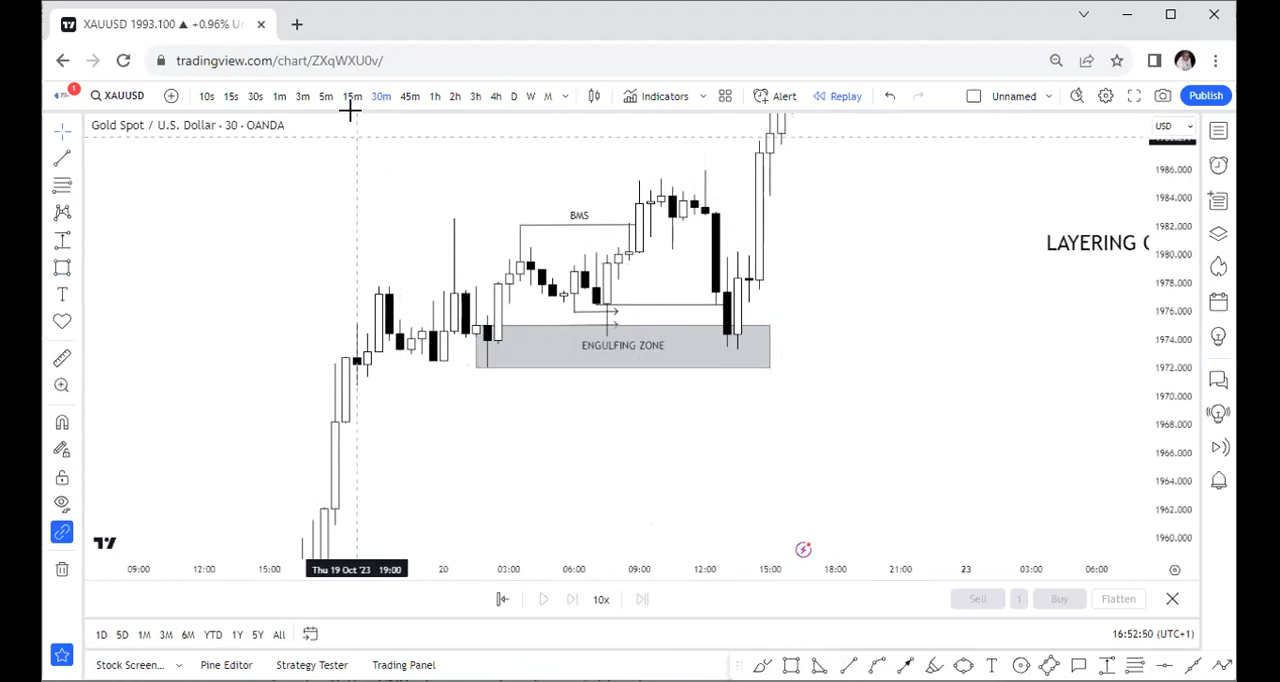 XAUUSD 1993.100 ▲ +0.96% Un
tradingview.com/chart/ZXqWXU0v/
1
XAUUSD 10s 15s 30s 1m 3m 5m 15m 30m 45m 1h 2h 3h 4h D W M Indicators Alert Replay Unnamed Publish
Gold Spot / U.S. Dollar · 30 · OANDA
USD
1986.000
1984.000
BMS
1982.000
LAYERING
1980.000
1978.000
1976.000
1974.000
ENGULFING ZONE
1972.000
1970.000
1968.000
1966.000
1964.000
1962.000
1960.000
09:00 12:00 15:00 Thu 19 Oct '23 19:00 20 03:00 06:00 09:00 12:00 15:00 18:00 21:00 23 03:00 06:00
10x Sell 1 Buy Flatten
1D 5D 1M 3M 6M YTD 1Y 5Y All 16:52:50 (UTC+1)
Stock Screen... Pine Editor Strategy Tester Trading Panel